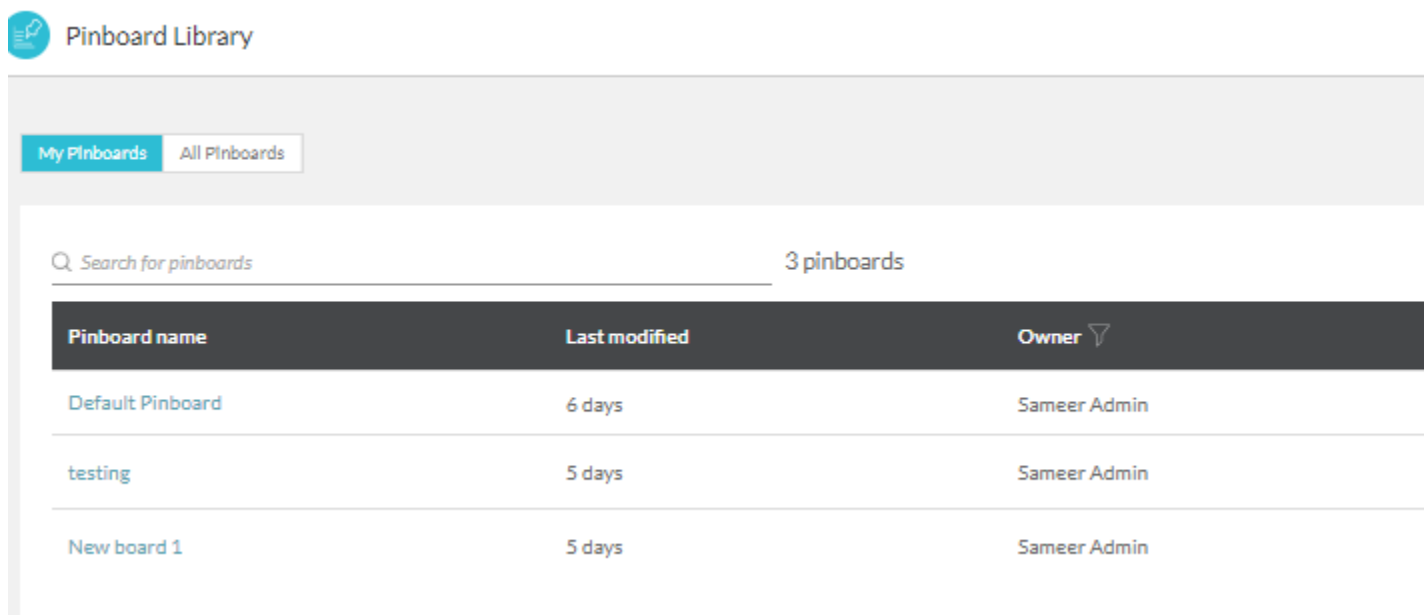 Pinboard Library
My Pinboards All Pinboards
Search for pinboards 3 pinboards
Pinboard name Last modified Owner
Default Pinboard 6 days Sameer Admin
testing 5 days Sameer Admin
New board 1 5 days Sameer Admin